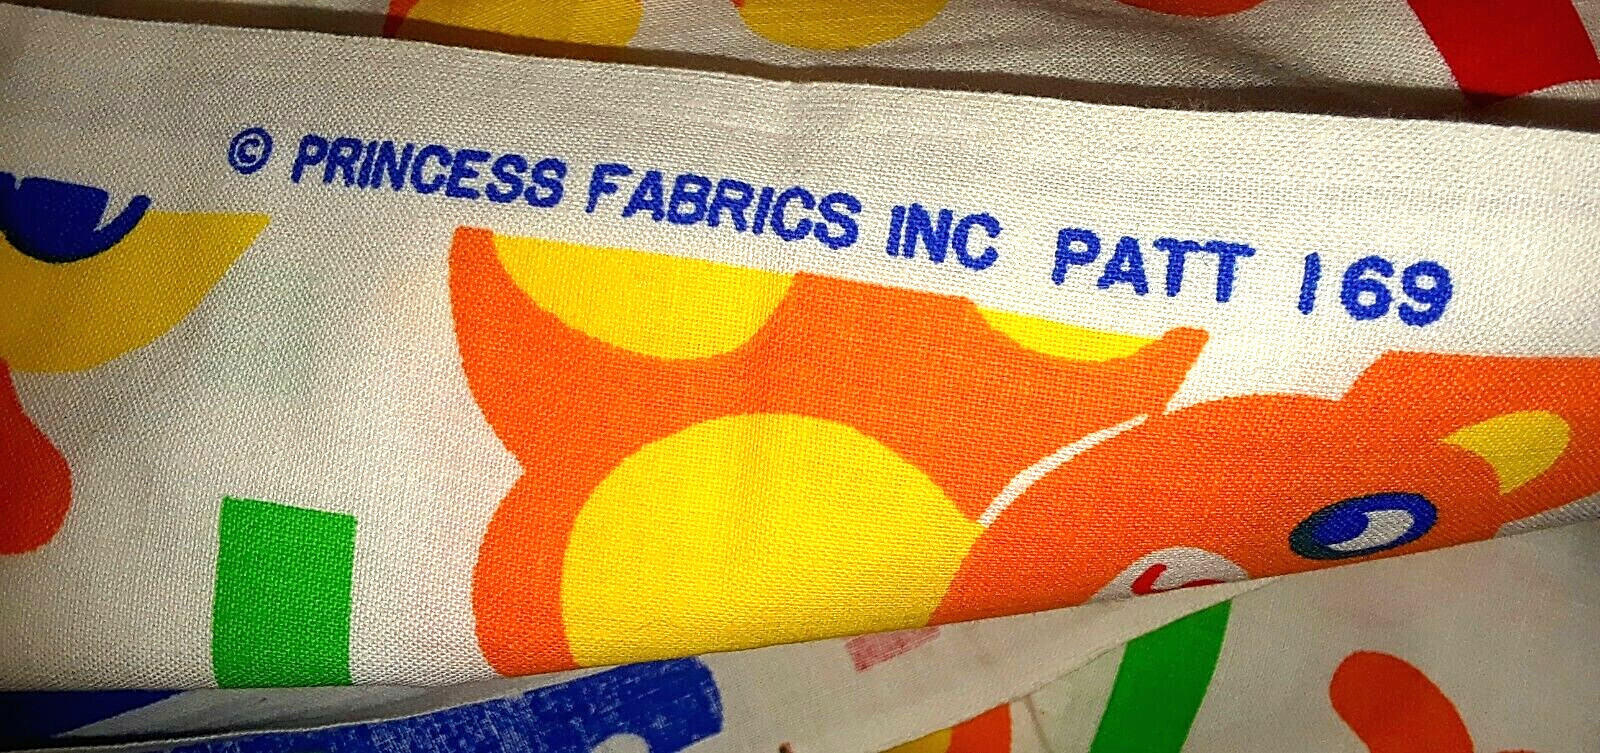 © PRINCESS FABRICS INC PATT 169